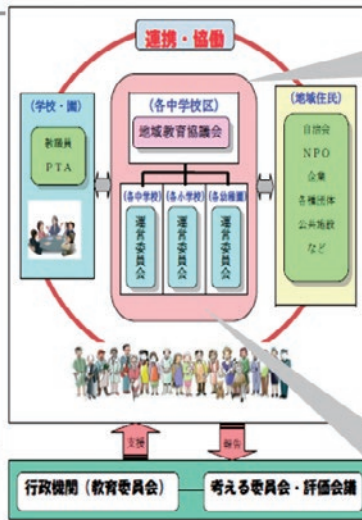 連携・協働
(学校・園)
教職員
PTA
(各中学校区)
地域教育協議会
(各中学校)
運営委員会
(各小学校)
運営委員会
(各幼稚園)
運営委員会
(地域住民)
自治会
NPO
企業
各種団体
公共施設
など
支援
報告
行政機関(教育委員会)
考える委員会・評価会議